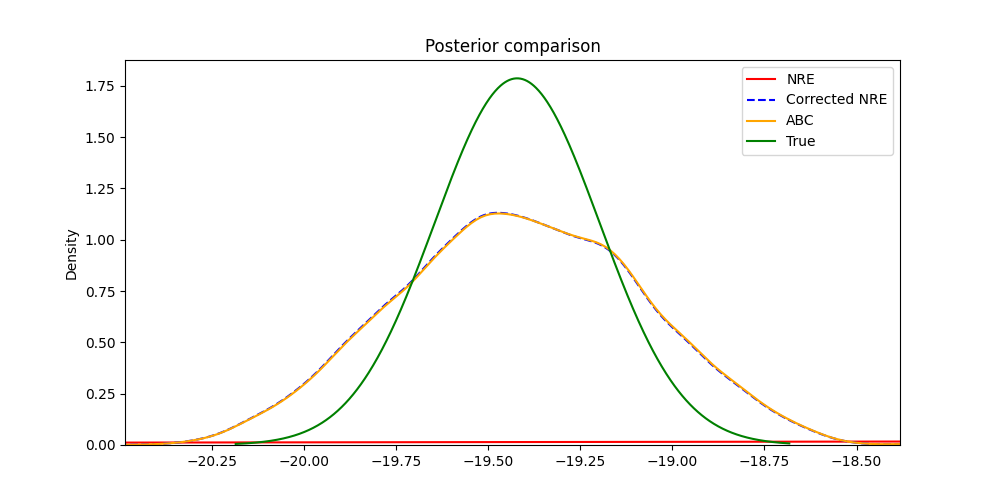 Posterior comparison
NRE
Corrected NRE
ABC
True
Density
1.75
1.50
1.25
1.00
0.75
0.50
0.25
0.00
−20.25 −20.00 −19.75 −19.50 −19.25 −19.00 −18.75 −18.50